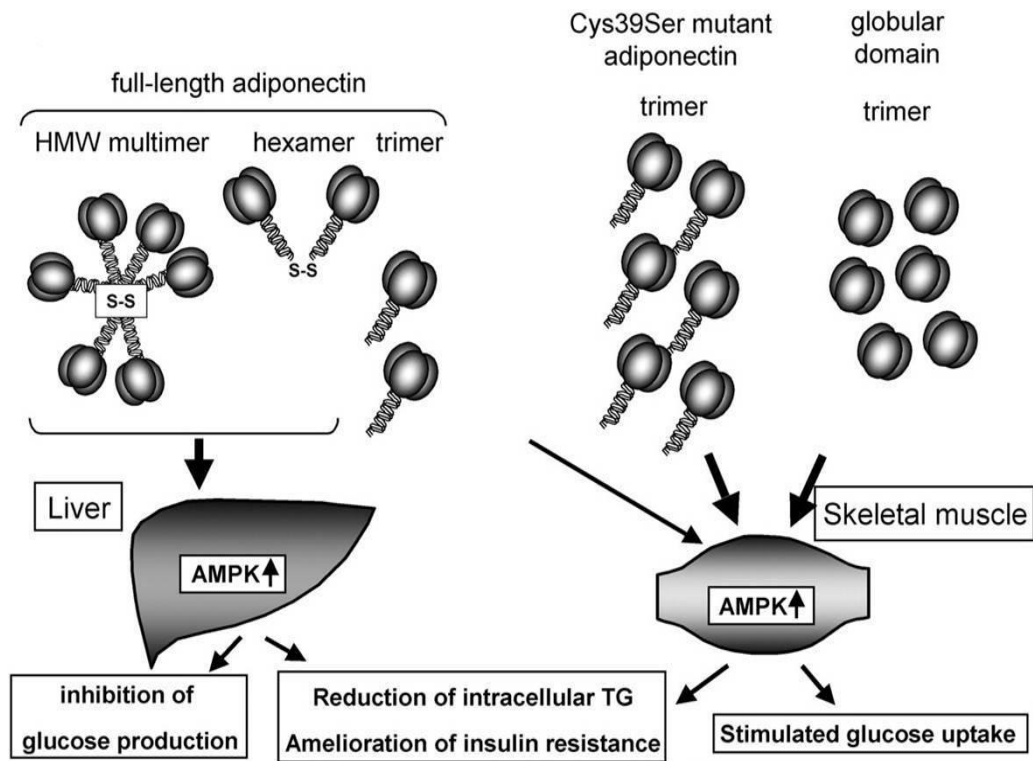 full-length adiponectin
HMW multimer
hexamer
trimer
S-S
S-S
Cys39Ser mutant
adiponectin
trimer
globular
domain
trimer
Liver
AMPK↑
Skeletal muscle
AMPK↑
inhibition of
glucose production
Reduction of intracellular TG
Amelioration of insulin resistance
Stimulated glucose uptake